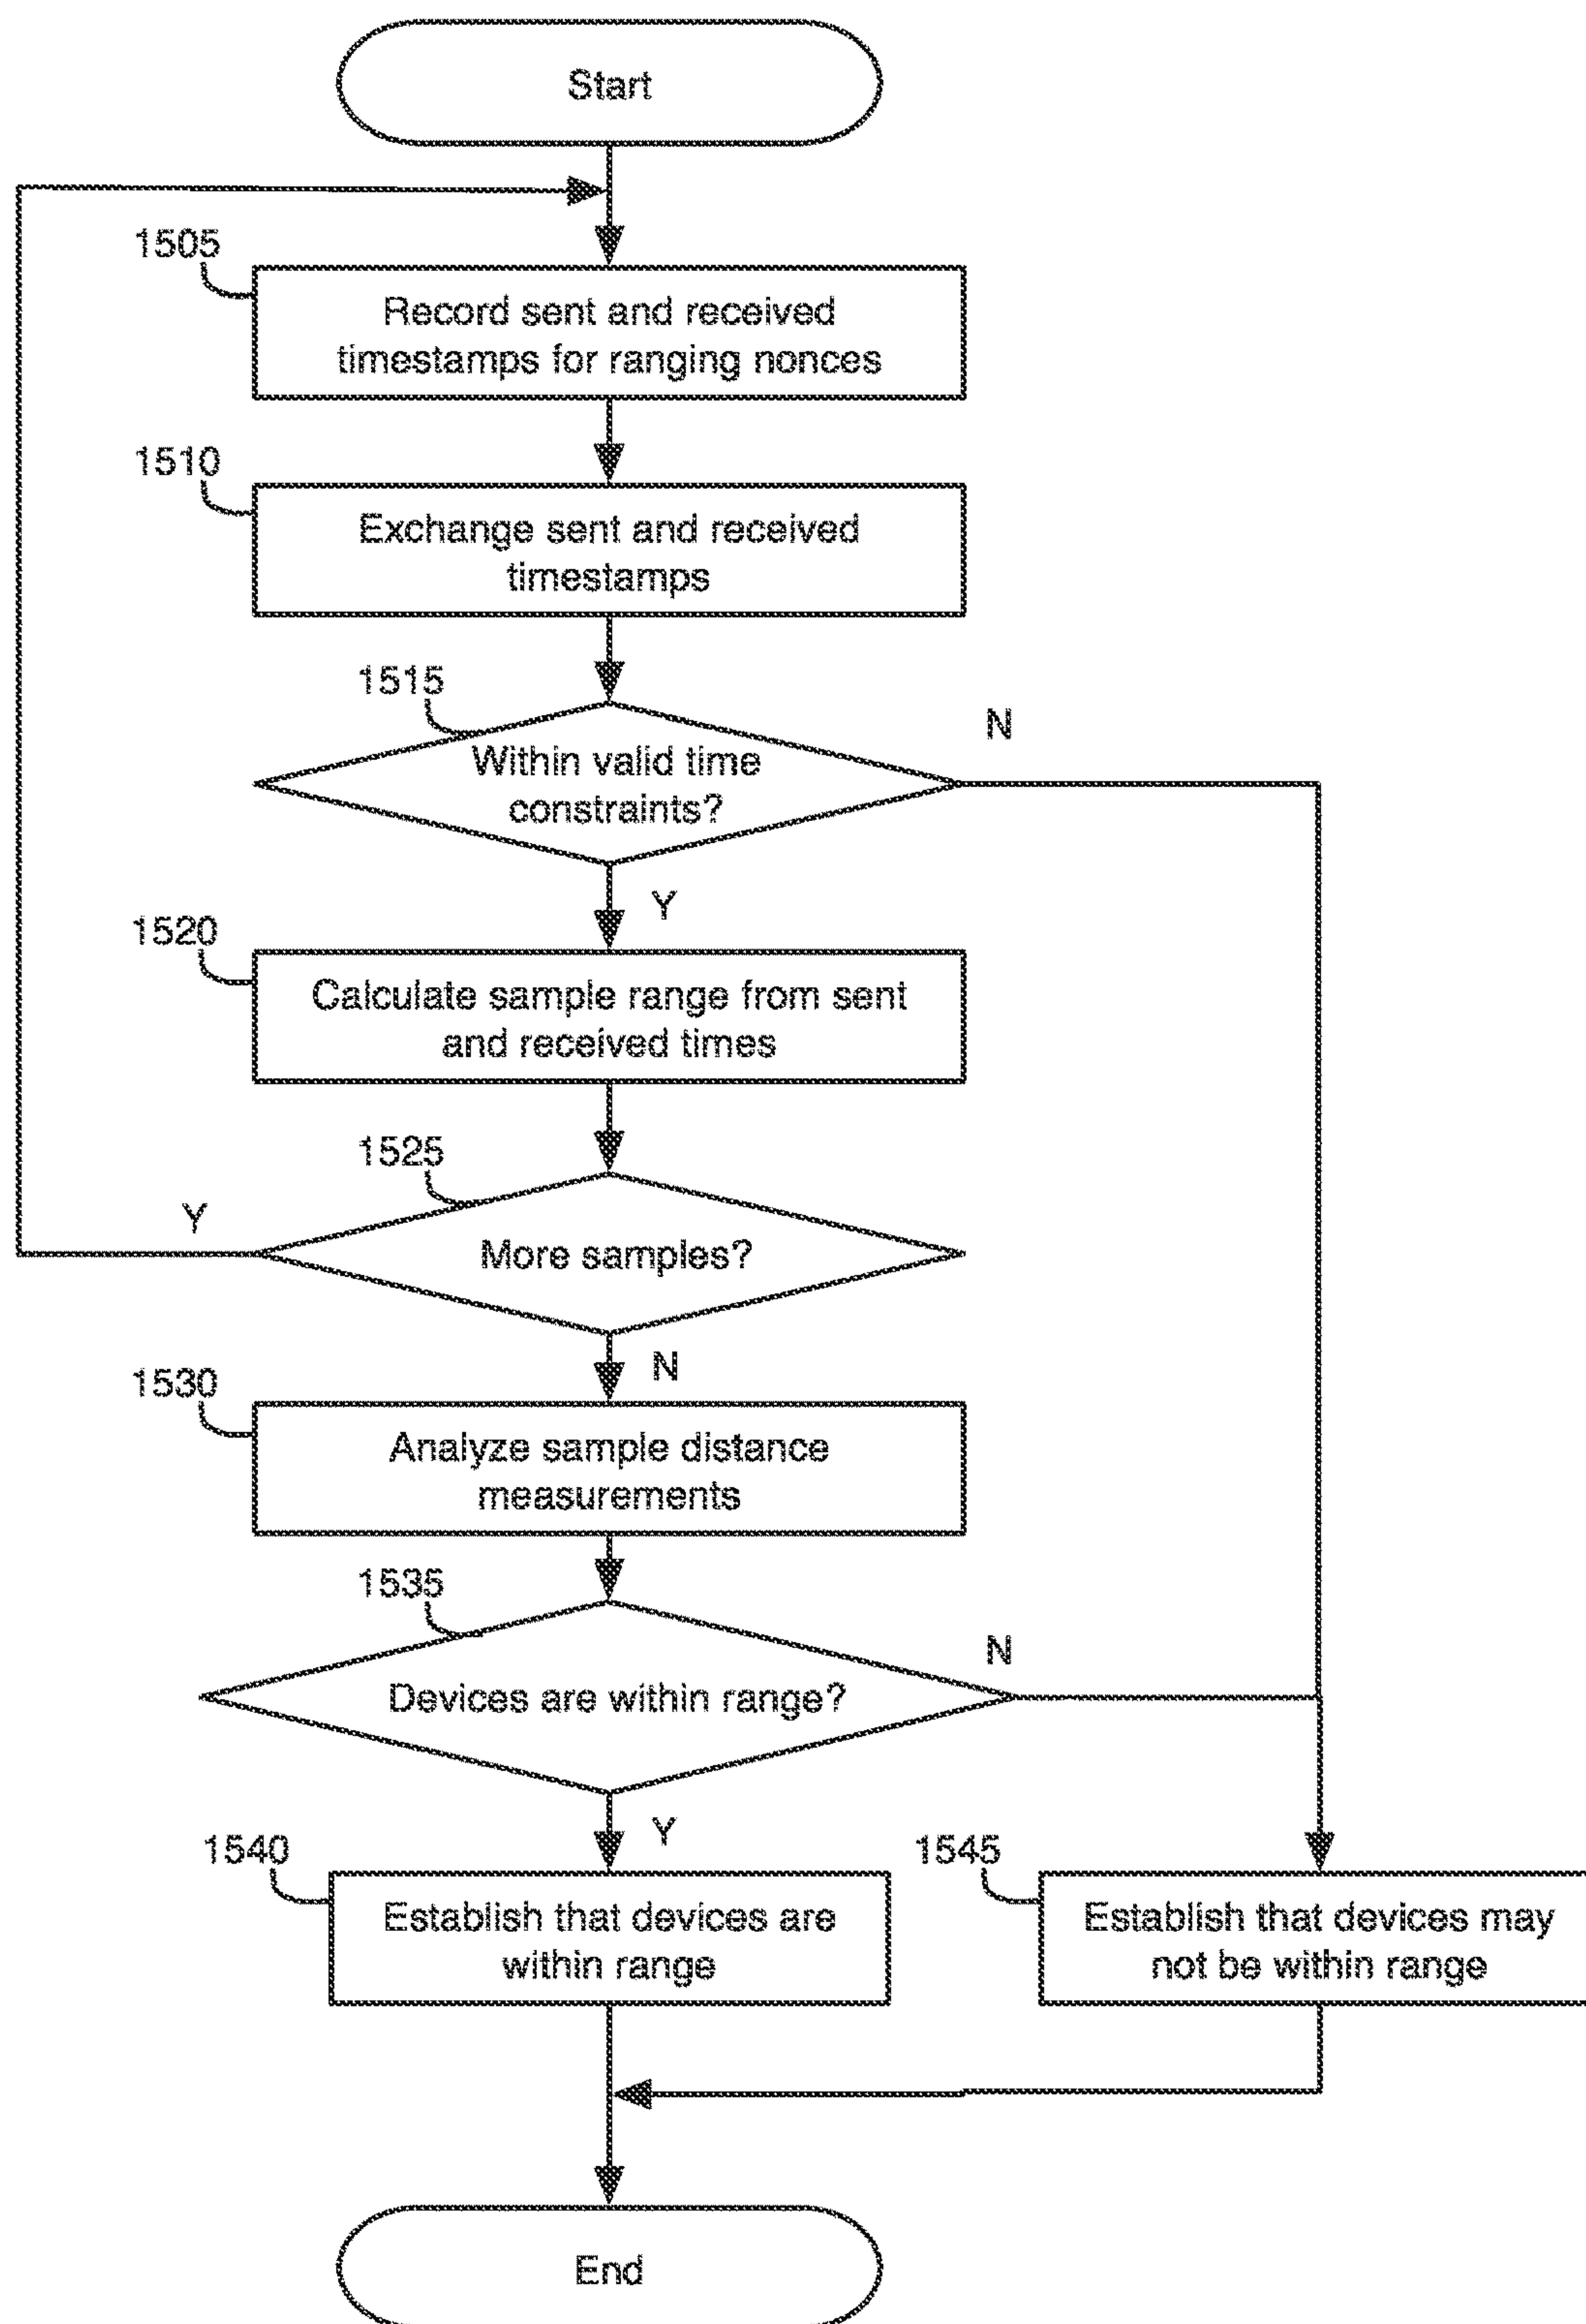 Start
1505
Record sent and received
timestamps for ranging nonces
1510
Exchange sent and received
timestamps
1515
N
Within valid time
constraints?
Y
1520
Calculate sample range from sent
and received times
1525
Y
More samples?
N
1530
Analyze sample distance
measurements
1535
N
Devices are within range?
Y
1540
Establish that devices are
within range
1545
Establish that devices may
not be within range
End